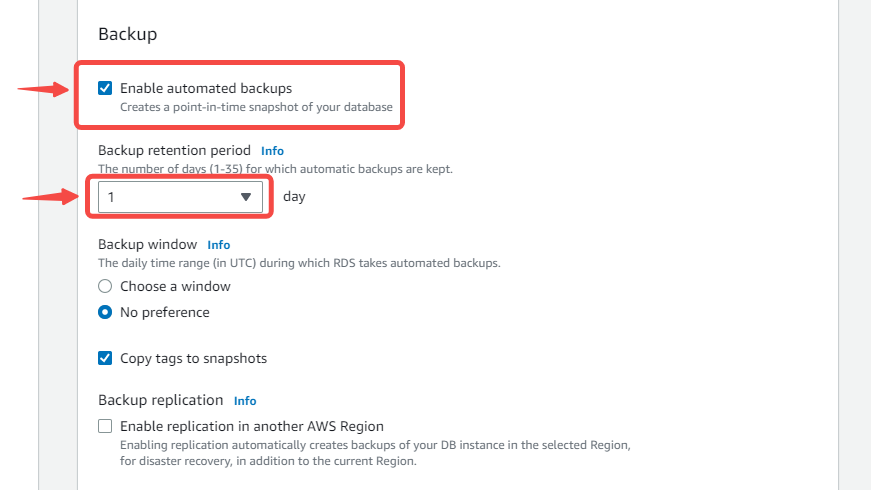 Backup
Enable automated backups
Creates a point-in-time snapshot of your database
Backup retention period Info
The number of days (1-35) for which automatic backups are kept.
1 day
Backup window Info
The daily time range (in UTC) during which RDS takes automated backups.
Choose a window
No preference
Copy tags to snapshots
Backup replication Info
Enable replication in another AWS Region
Enabling replication automatically creates backups of your DB instance in the selected Region,
for disaster recovery, in addition to the current Region.